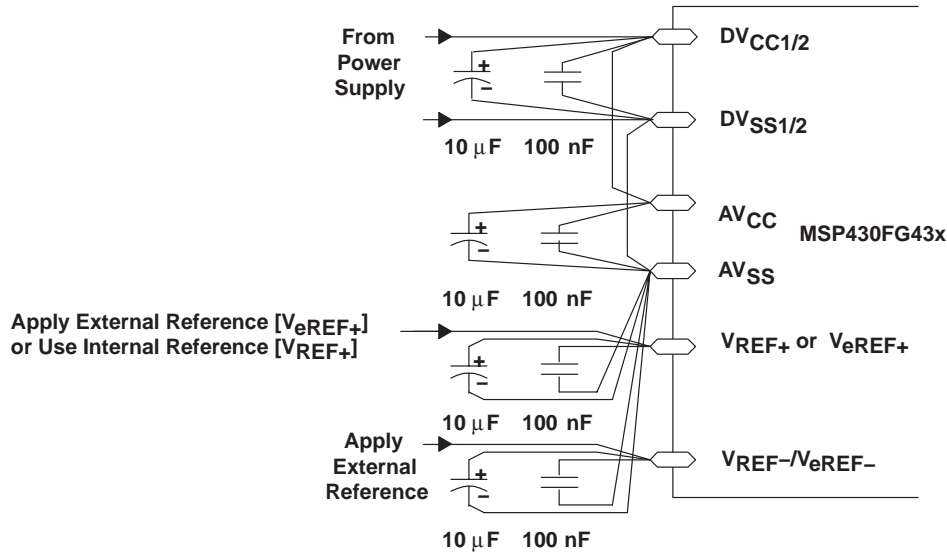 From
Power
Supply
DVCC1/2
+
−
DVSS1/2
10 μF 100 nF
AVCC
+
−
MSP430FG43x
AVSS
10 μF 100 nF
Apply External Reference [VeREF+]
or Use Internal Reference [VREF+]
VREF+ or VeREF+
+
−
10 μF 100 nF
Apply
External
Reference
VREF−/VeREF−
+
−
10 μF 100 nF